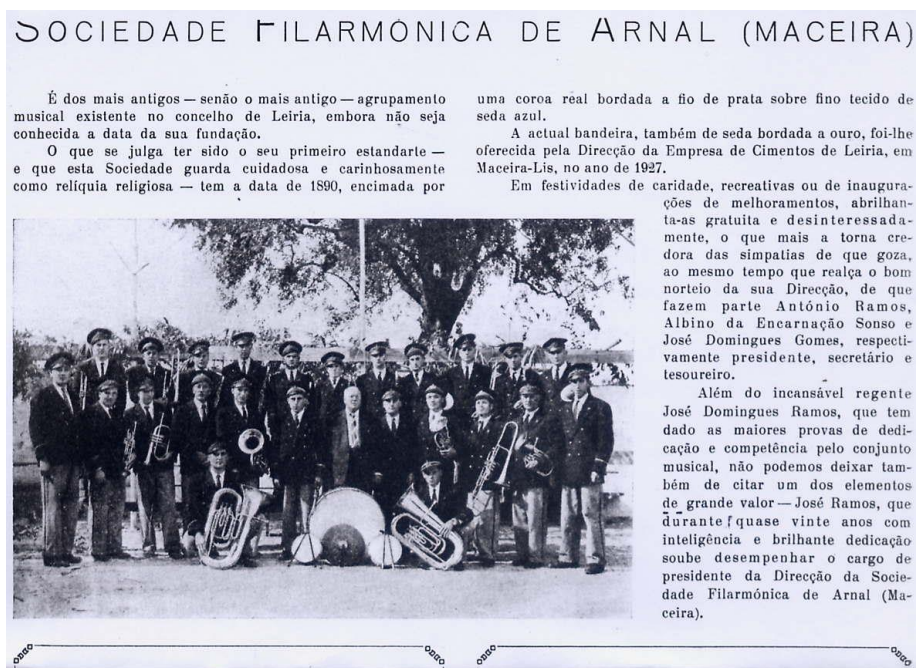 SOCIEDADE FILARMÓNICA DE ARNAL (MACEIRA)
É dos mais antigos — senão o mais antigo — agrupamento
musical existente no concelho de Leiria, embora não seja
conhecida a data da sua fundação.
O que se julga ter sido o seu primeiro estandarte —
e que esta Sociedade guarda cuidadosa e carinhosamente
como relíquia religiosa — tem a data de 1890, encimada por
uma coroa real bordada a fio de prata sobre fino tecido de
seda azul.
A actual bandeira, também de seda bordada a ouro, foi-lhe
oferecida pela Direcção da Empresa de Cimentos de Leiria, em
Maceira-Lis, no ano de 1927.
Em festividades de caridade, recreativas ou de inaugura-
ções de melhoramentos, abrilhan-
ta-as gratuita e desinteressada-
mente, o que mais a torna cre-
dora das simpatias de que goza,
ao mesmo tempo que realça o bom
norteio da sua Direcção, de que
fazem parte António Ramos,
Albino da Encarnação Sonso e
José Domingues Gomes, respecti-
vamente presidente, secretário e
tesoureiro.
Além do incansável regente
José Domingues Ramos, que tem
dado as maiores provas de dedi-
cação e competência pelo conjunto
musical, não podemos deixar tam-
bém de citar um dos elementos
de grande valor — José Ramos, que
durante quase vinte anos com
inteligência e brilhante dedicação
soube desempenhar o cargo de
presidente da Direcção da Socie-
dade Filarmónica de Arnal (Ma-
ceira).